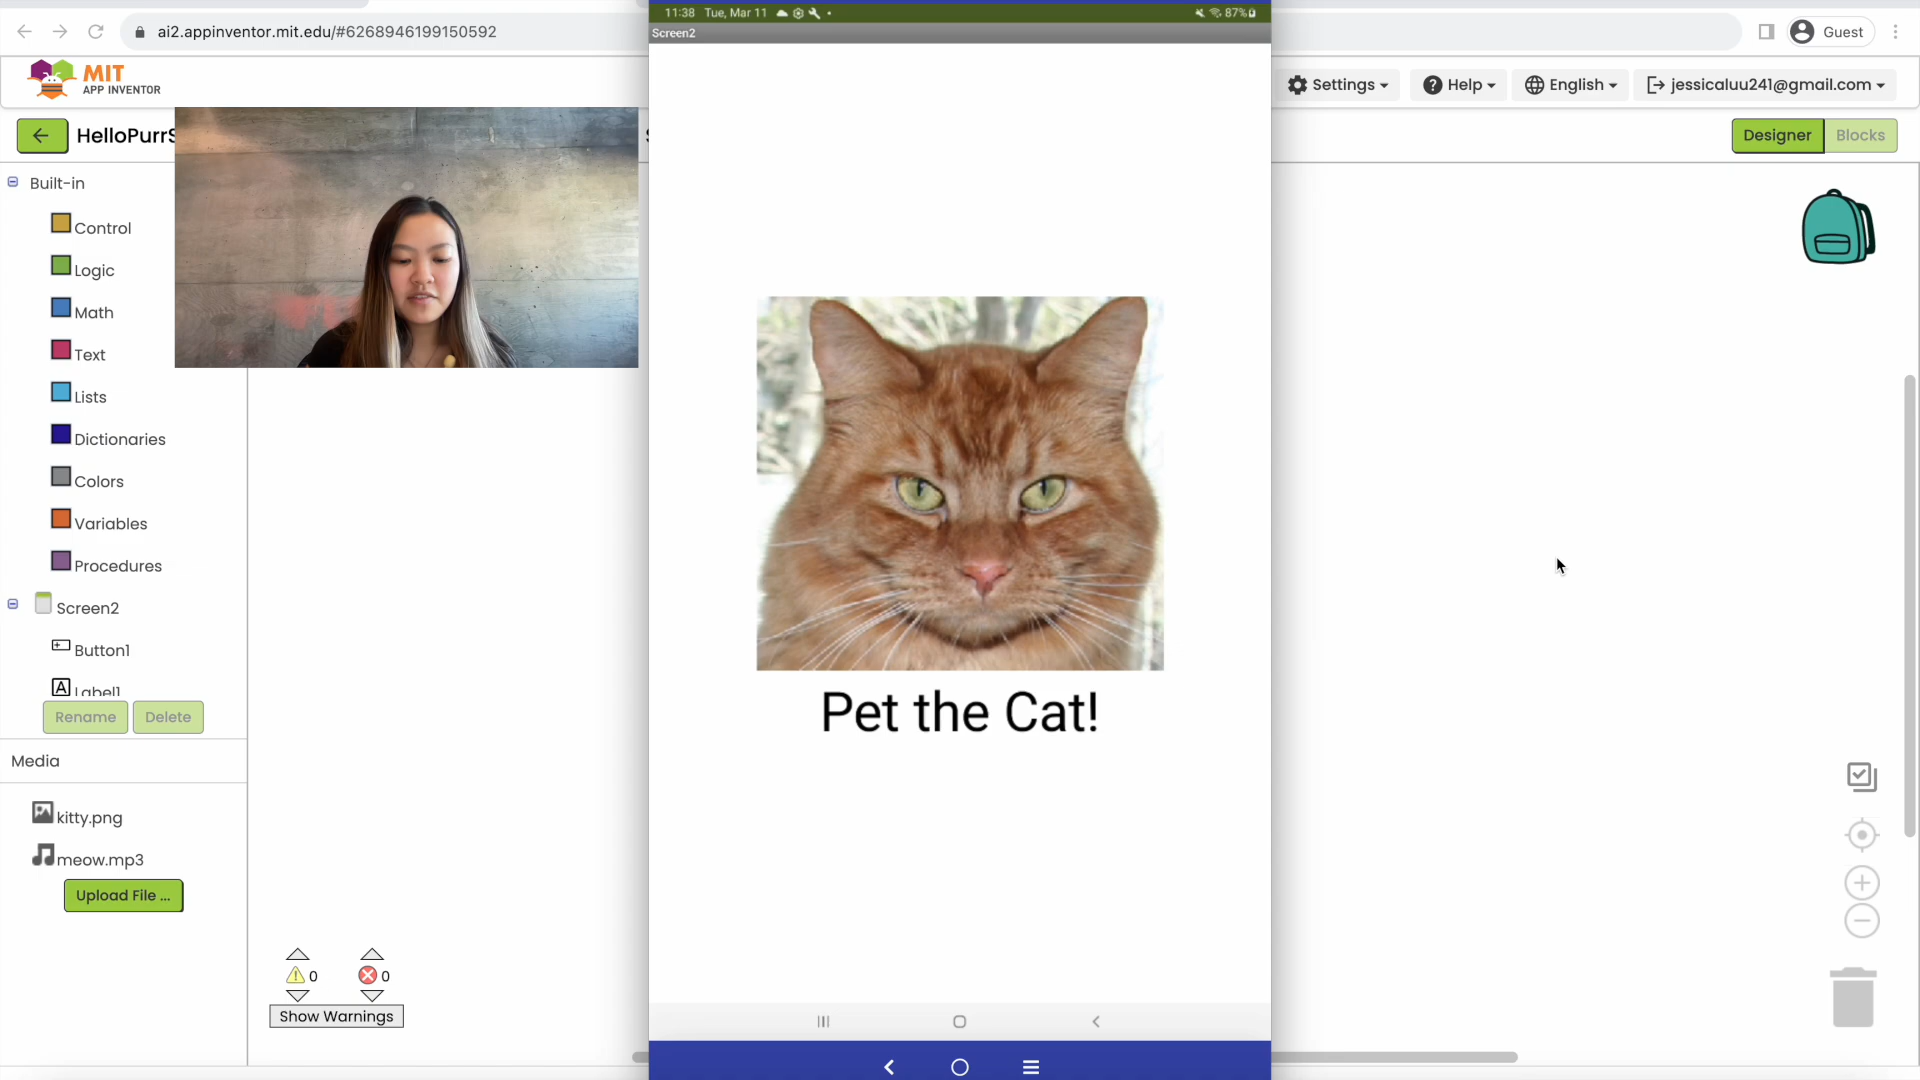 ai2.appinventor.mit.edu/#6268946199150592
11:38 Tue, Mar 11
87%
Guest
Screen2
MIT
APP INVENTOR
Settings
Help
English
jessicaluu241@gmail.com
HelloPurrS
Designer
Blocks
Built-in
Control
Logic
Math
Text
Lists
Dictionaries
Colors
Variables
Procedures
Screen2
Button1
Label1
Rename
Delete
Media
kitty.png
meow.mp3
Upload File ...
0
0
Show Warnings
Pet the Cat!